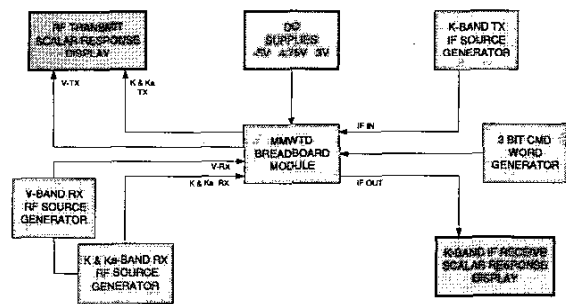 RF TRANSMIT
SCALAR RESPONSE
DISPLAY
DC
SUPPLIES
-5V 4.75V 3V
K-BAND TX
IF SOURCE
GENERATOR
V-TX
K & Ka
TX
IF IN
MMWTD
BREADBOARD
MODULE
3 BIT CMD
WORD
GENERATOR
V-RX
K & Ka RX
IF OUT
V-BAND RX
RF SOURCE
GENERATOR
K & Ka-BAND RX
RF SOURCE
GENERATOR
K-BAND IF RECEIVE
SCALAR RESPONSE
DISPLAY